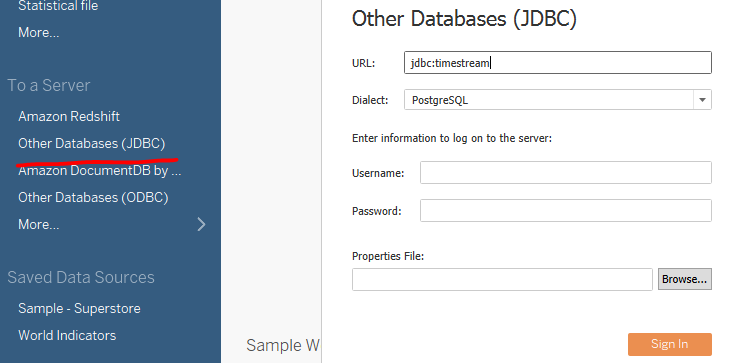 Statistical file
More...
To a Server
Amazon Redshift
Other Databases (JDBC)
Amazon DocumentDB by ...
Other Databases (ODBC)
More...
Saved Data Sources
Sample - Superstore
World Indicators
Other Databases (JDBC)
URL: jdbc:timestream
Dialect: PostgreSQL
Enter information to log on to the server:
Username:
Password:
Properties File:
Browse...
Sample W
Sign In